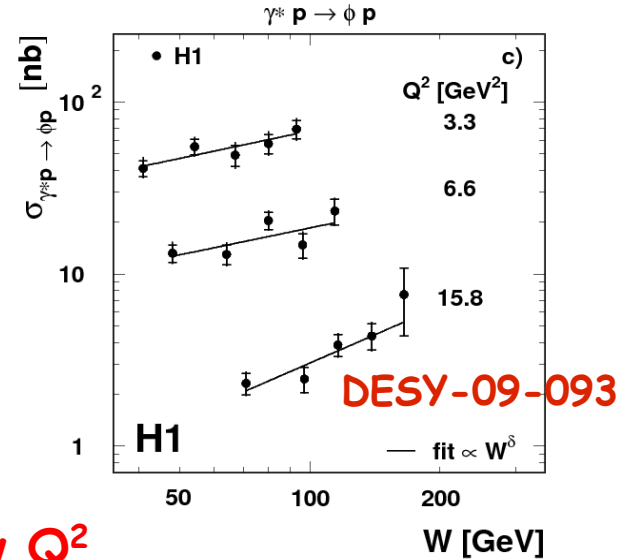 γ* p → ϕ p
σγ*p → ϕp [nb]
H1
c)
Q² [GeV²]
10²
3.3
6.6
10
15.8
DESY-09-093
1
H1
fit ∝ W^δ
50
100
200
Q²
W [GeV]